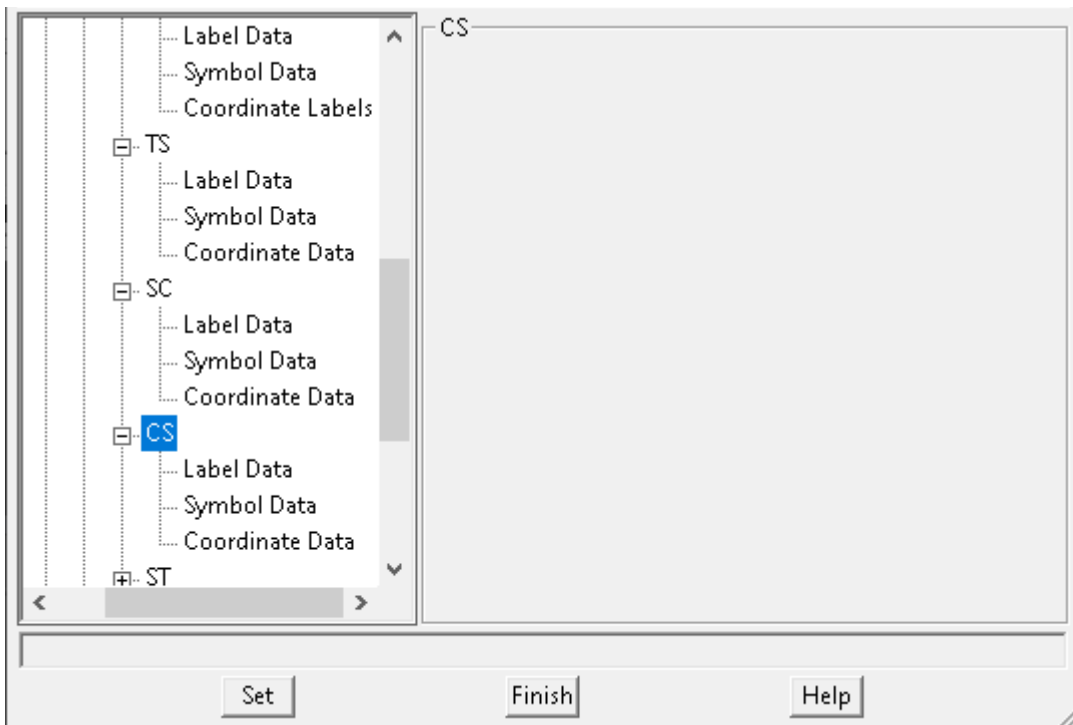 Label Data
Symbol Data
Coordinate Labels
TS
Label Data
Symbol Data
Coordinate Data
SC
Label Data
Symbol Data
Coordinate Data
CS
Label Data
Symbol Data
Coordinate Data
ST
CS
Set
Finish
Help